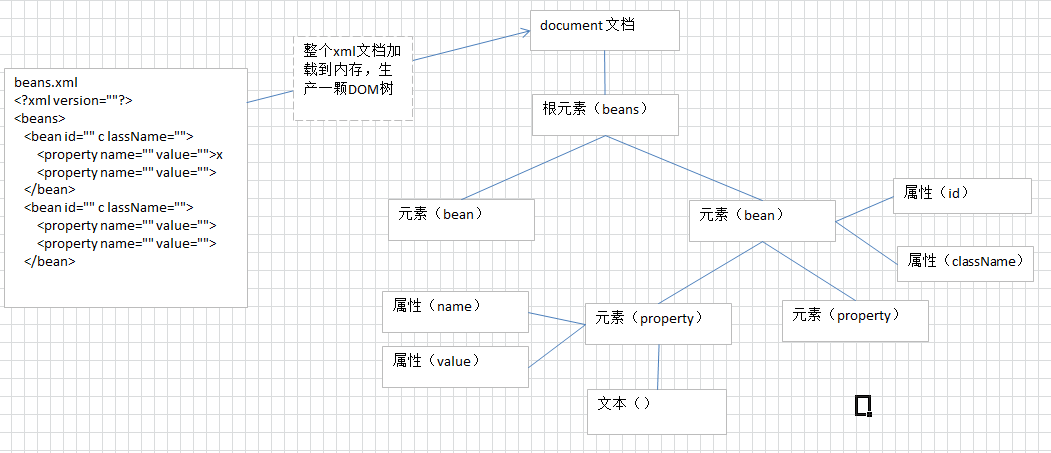 beans.xml
<?xml version=""?>
<beans>
<bean id="" c lassName="">
<property name="" value="">x
<property name="" value="">
</bean>
<bean id="" c lassName="">
<property name="" value="">
<property name="" value="">
</bean>
整个xml文档加
载到内存，生
产一颗DOM树
document 文档
根元素（beans）
元素（bean）
元素（bean）
属性（id）
属性（className）
属性（name）
属性（value）
元素（property）
元素（property）
文本（）